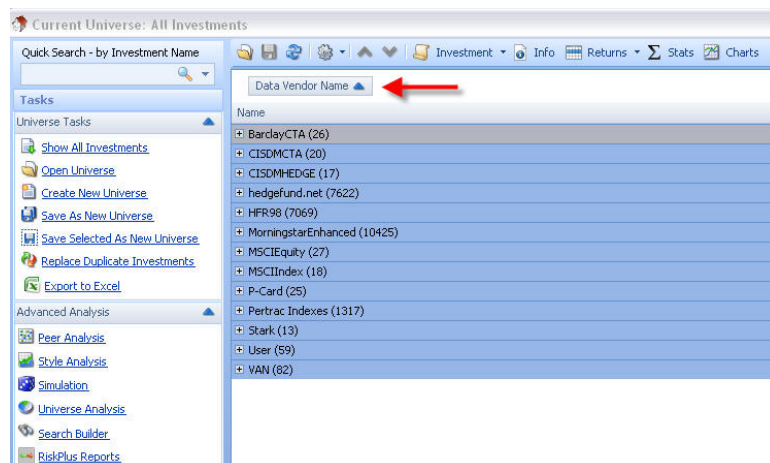 Current Universe: All Investments
Quick Search - by Investment Name
Investment Info Returns Σ Stats Charts
Data Vendor Name
Tasks
Name
Universe Tasks
Show All Investments
Open Universe
Create New Universe
Save As New Universe
Save Selected As New Universe
Replace Duplicate Investments
Export to Excel
Advanced Analysis
Peer Analysis
Style Analysis
Simulation
Universe Analysis
Search Builder
RiskPlus Reports
BarclayCTA (26)
CISDMCTA (20)
CISDMHEDGE (17)
hedgefund.net (7622)
HFR98 (7069)
MorningstarEnhanced (10425)
MSCIEquity (27)
MSCIIndex (18)
P-Card (25)
Pertrac Indexes (1317)
Stark (13)
User (59)
VAN (82)